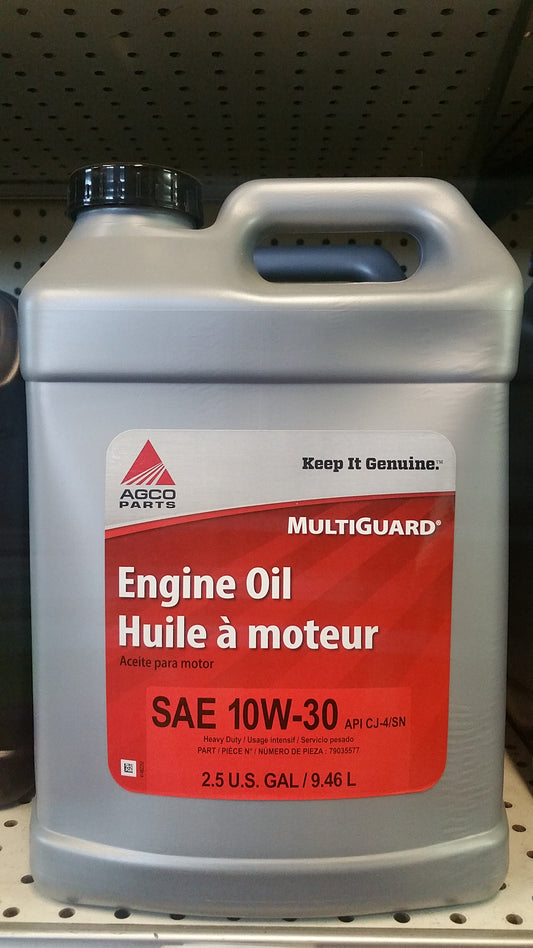 Keep It Genuine.™
AGCO
PARTS
MULTIGUARD®
Engine Oil
Huile à moteur
Aceite para motor
SAE 10W-30 API CJ-4/SN
Heavy Duty / Usage intensif / Servicio pesado
PART / PIÈCE N° / NÚMERO DE PIEZA : 79035577
2.5 U.S. GAL / 9.46 L